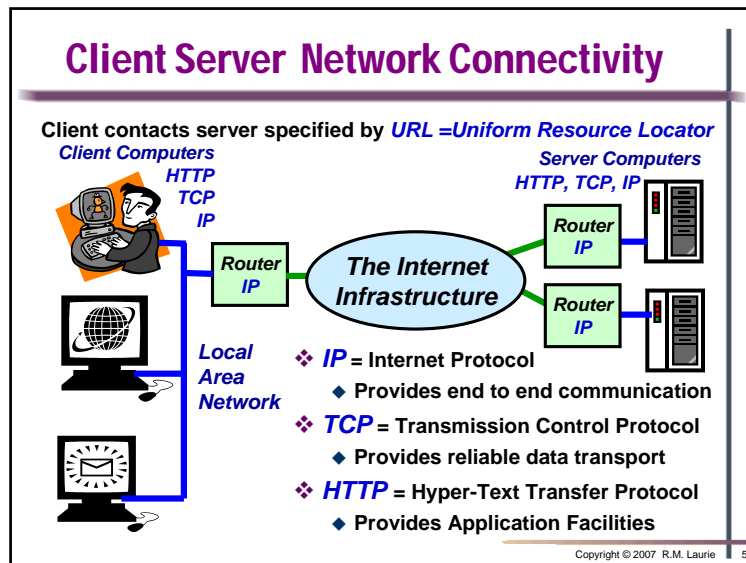 Client Server Network Connectivity
Client contacts server specified by URL =Uniform Resource Locator
Client Computers
HTTP
TCP
IP
Server Computers
HTTP, TCP, IP
Router
IP
The Internet
Infrastructure
Router
IP
Router
IP
Local
Area
Network
❖ IP = Internet Protocol
◆ Provides end to end communication
❖ TCP = Transmission Control Protocol
◆ Provides reliable data transport
❖ HTTP = Hyper-Text Transfer Protocol
◆ Provides Application Facilities
Copyright © 2007 R.M. Laurie 5